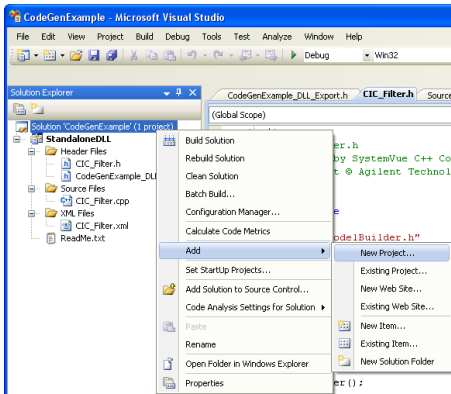 CodeGenExample - Microsoft Visual Studio
File Edit View Project Build Debug Tools Test Analyze Window Help
Debug Win32
Solution Explorer
CodeGenExample_DLL_Export.h CIC_Filter.h Source
(Global Scope)
Solution 'CodeGenExample' (1 project)
StandaloneDLL
Header Files
CIC_Filter.h
CodeGenExample_DLL
Source Files
CIC_Filter.cpp
XML Files
CIC_Filter.xml
ReadMe.txt
Build Solution
Rebuild Solution
Clean Solution
Batch Build...
Configuration Manager...
Calculate Code Metrics
Add
Set StartUp Projects...
Add Solution to Source Control...
Code Analysis Settings for Solution
Paste
Rename
Open Folder in Windows Explorer
Properties
er.h
by SystemVue C++ Co
t © Agilent Technol
e
odelBuilder.h"
New Project...
Existing Project...
New Web Site...
Existing Web Site...
New Item...
Existing Item...
New Solution Folder
er();